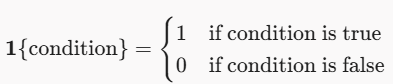 1{condition} = { 1 if condition is true
0 if condition is false